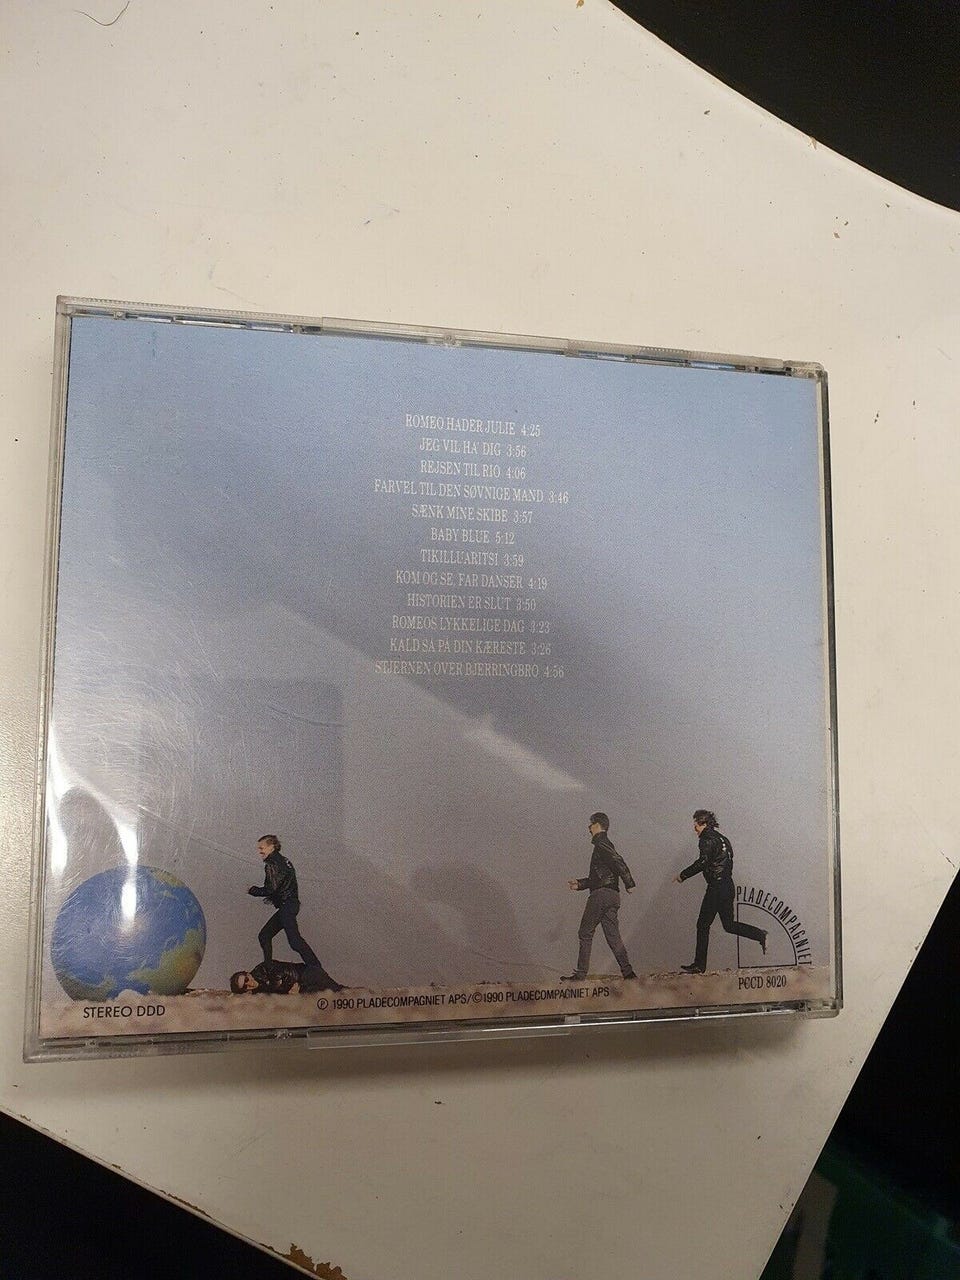 ROMEO HADER JULIE 4:25
JEG VIL HA' DIG 3:56
REJSEN TIL RIO 4:06
FARVEL TIL DEN SØVNIGE MAND 3:46
SÆNK MINE SKIBE 3:57
BABY BLUE 5:12
TIKILLUARITSI 3:59
KOM OG SE, FAR DANSER 4:19
HISTORIEN ER SLUT 3:50
ROMEOS LYKKELIGE DAG 3:23
KALD SÅ PÅ DIN KÆRESTE 3:26
STJERNEN OVER BJERRINGBRO 4:56
PLADECOMPAGNIET
PCCD 8020
STEREO DDD
℗ 1990 PLADECOMPAGNIET APS/©1990 PLADECOMPAGNIET APS